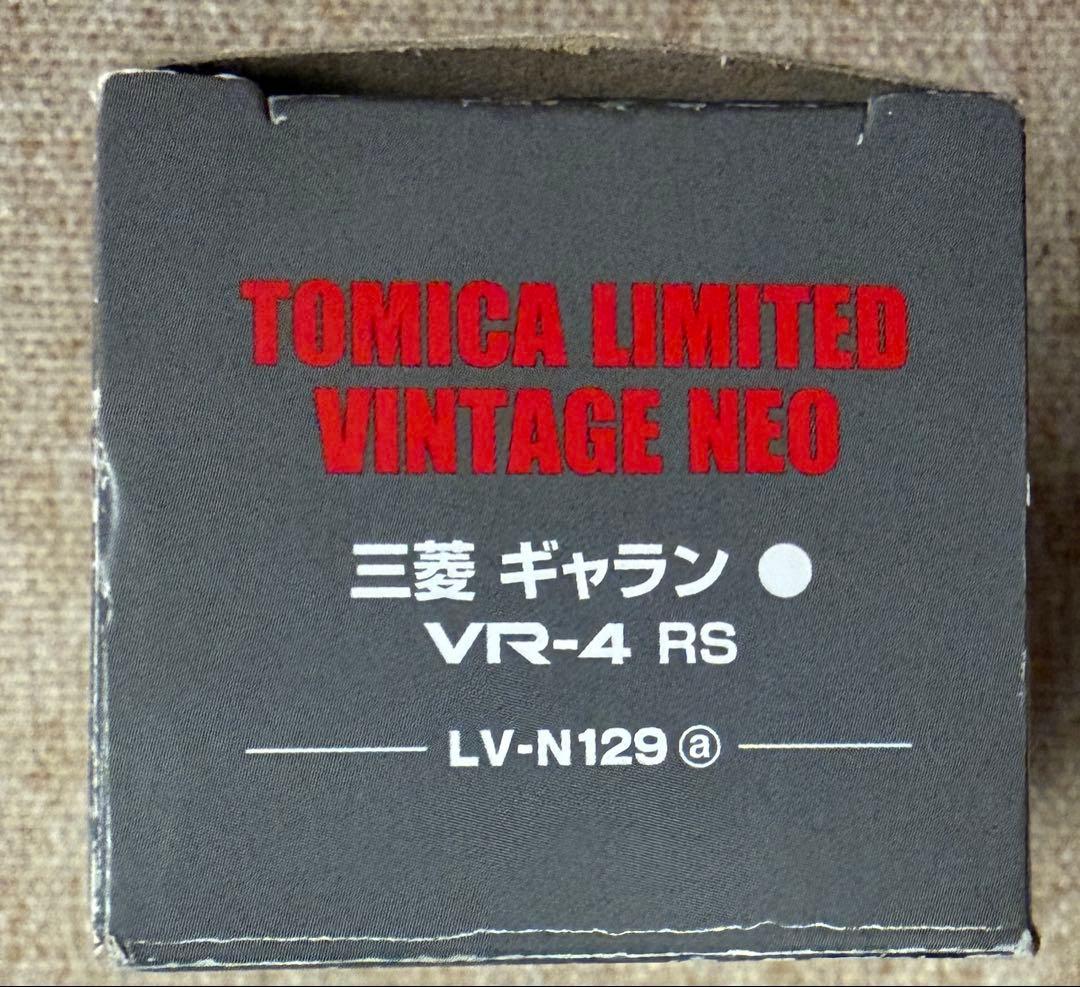 TOMICA LIMITED
VINTAGE NEO
三菱 ギャラン
VR-4 RS
LV-N129 ⓐ